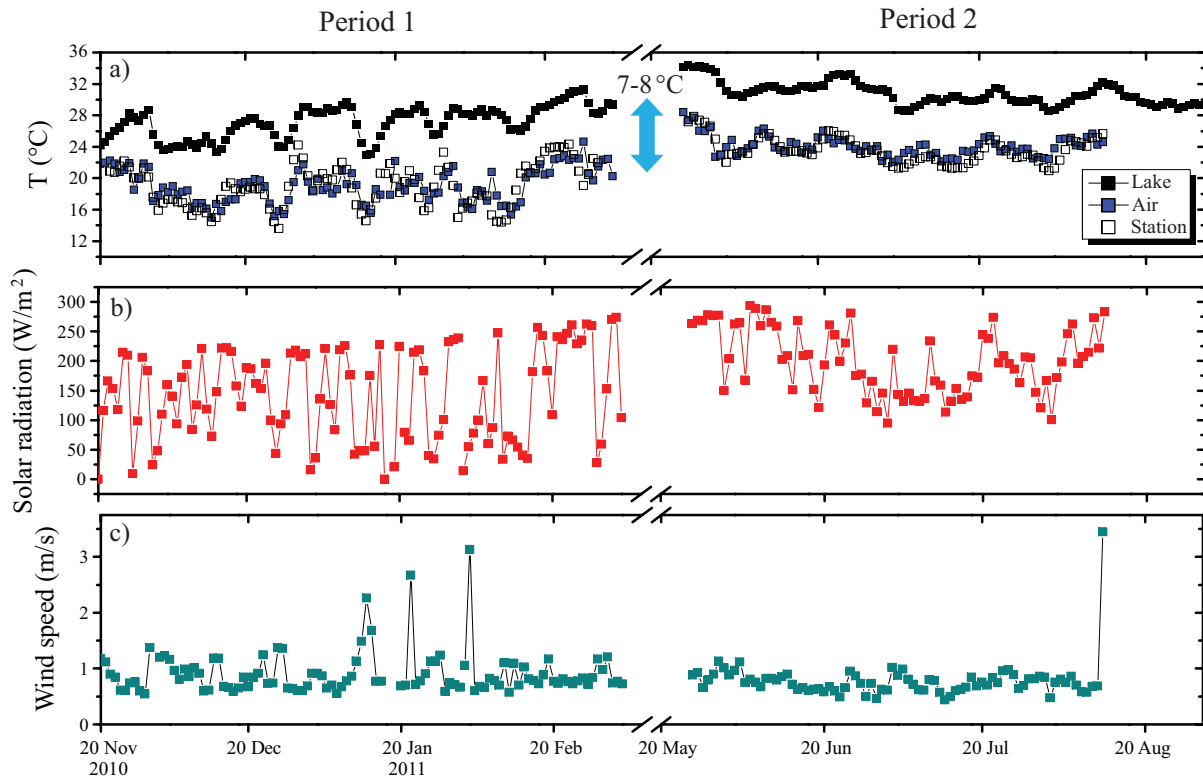 Period 1 Period 2
a)
T (°C)
36
32
28
24
20
16
12
7-8 °C
Lake
Air
Station
b)
Solar radiation (W/m²)
300
250
200
150
100
50
0
c)
Wind speed (m/s)
3
2
1
0
20 Nov 20 Dec 20 Jan 20 Feb 20 May 20 Jun 20 Jul 20 Aug
2010 2011